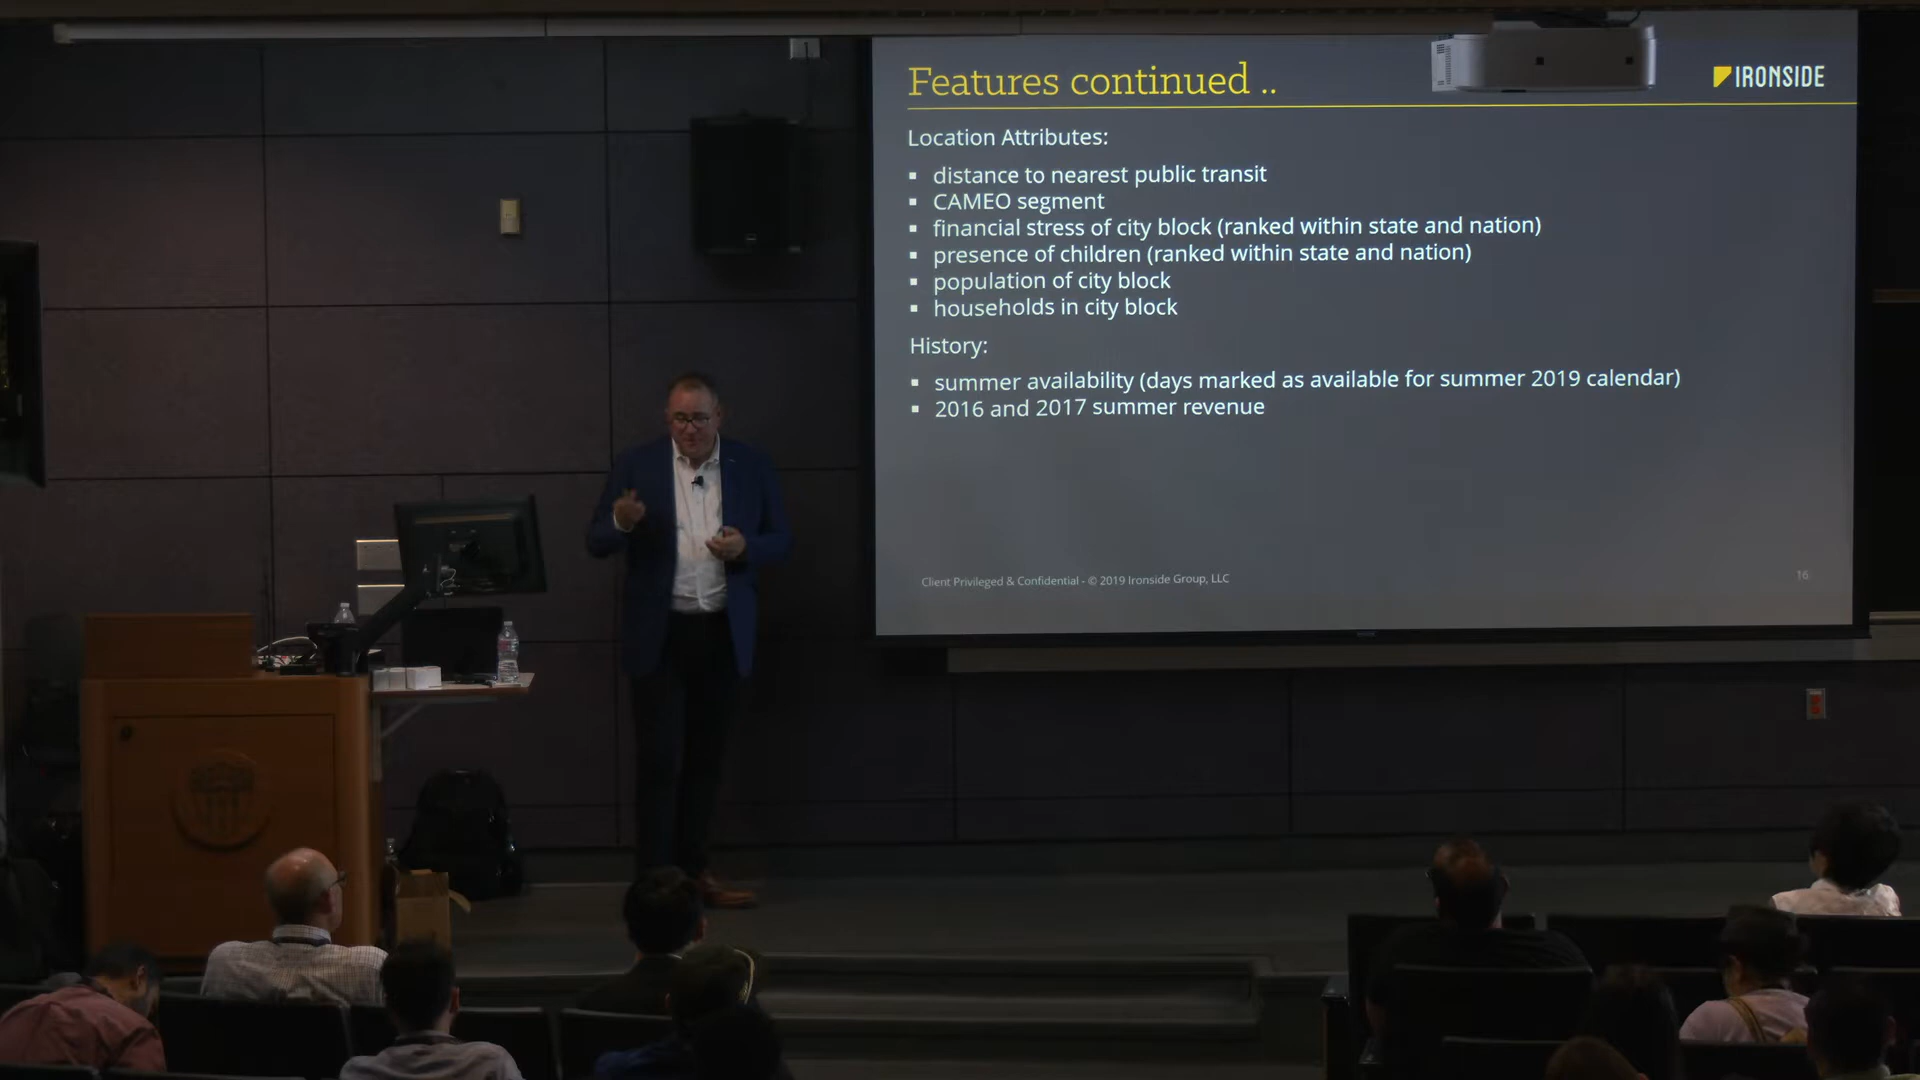 Features continued ..
IRONSIDE
Location Attributes:
▪ distance to nearest public transit
▪ CAMEO segment
▪ financial stress of city block (ranked within state and nation)
▪ presence of children (ranked within state and nation)
▪ population of city block
▪ households in city block
History:
▪ summer availability (days marked as available for summer 2019 calendar)
▪ 2016 and 2017 summer revenue
Client Privileged & Confidential - © 2019 Ironside Group, LLC
16